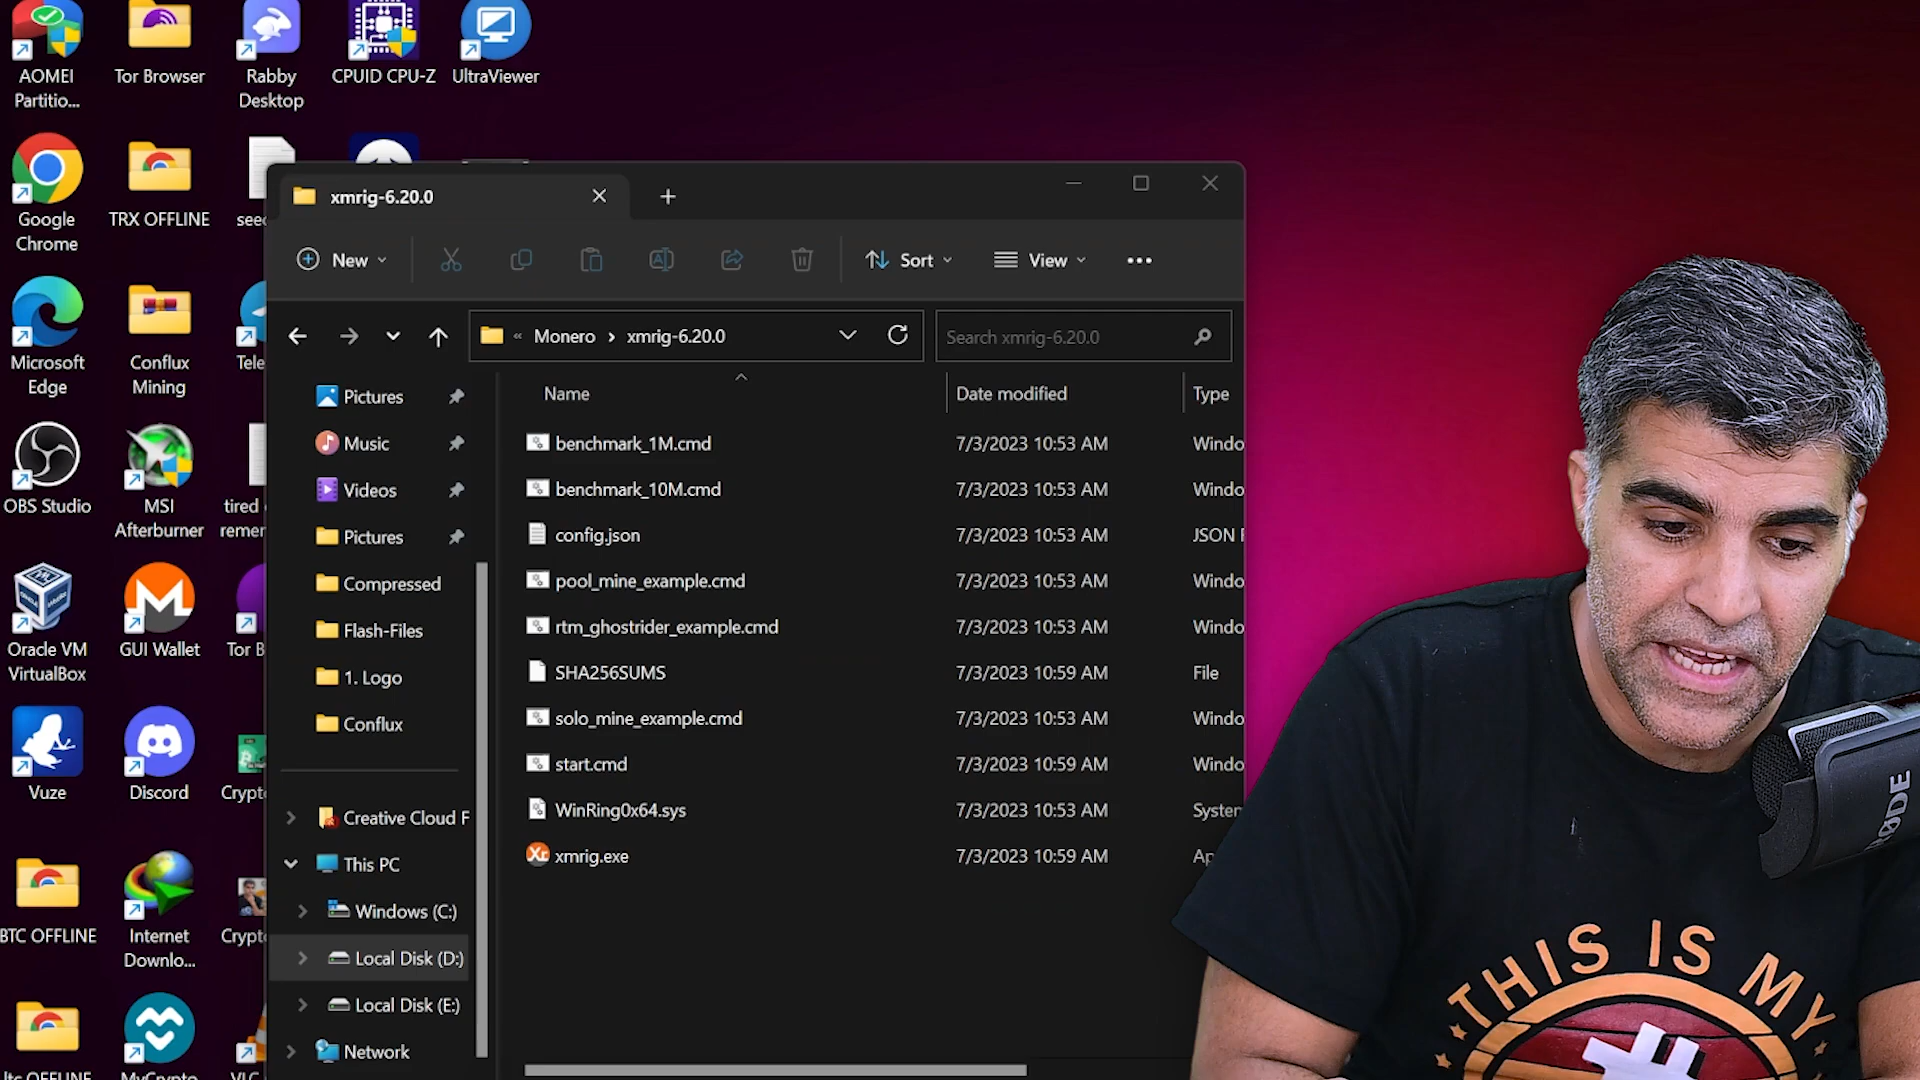 AOMEI
Partitio...
Tor Browser
Rabby
Desktop
CPUID CPU-Z
UltraViewer
Google
Chrome
TRX OFFLINE
Microsoft
Edge
Conflux
Mining
OBS Studio
MSI
Afterburner
tired
Oracle VM
VirtualBox
GUI Wallet
Tor B
Vuze
Discord
Crypto
BTC OFFLINE
Internet
Downlo...
Crypto
ltc OFFLINE
MyCrypto
VLC
xmrig-6.20.0
New
Sort
View
« Monero › xmrig-6.20.0
Search xmrig-6.20.0
Pictures
Music
Videos
Pictures
Compressed
Flash-Files
1. Logo
Conflux
Creative Cloud F
This PC
Windows (C:)
Local Disk (D:)
Local Disk (E:)
Network
Name Date modified Type
benchmark_1M.cmd 7/3/2023 10:53 AM Windo
benchmark_10M.cmd 7/3/2023 10:53 AM Windo
config.json 7/3/2023 10:53 AM JSON F
pool_mine_example.cmd 7/3/2023 10:53 AM Windo
rtm_ghostrider_example.cmd 7/3/2023 10:53 AM Windo
SHA256SUMS 7/3/2023 10:59 AM File
solo_mine_example.cmd 7/3/2023 10:53 AM Windo
start.cmd 7/3/2023 10:59 AM Windo
WinRing0x64.sys 7/3/2023 10:53 AM System
xmrig.exe 7/3/2023 10:59 AM Ap
RØDE
THIS IS MY